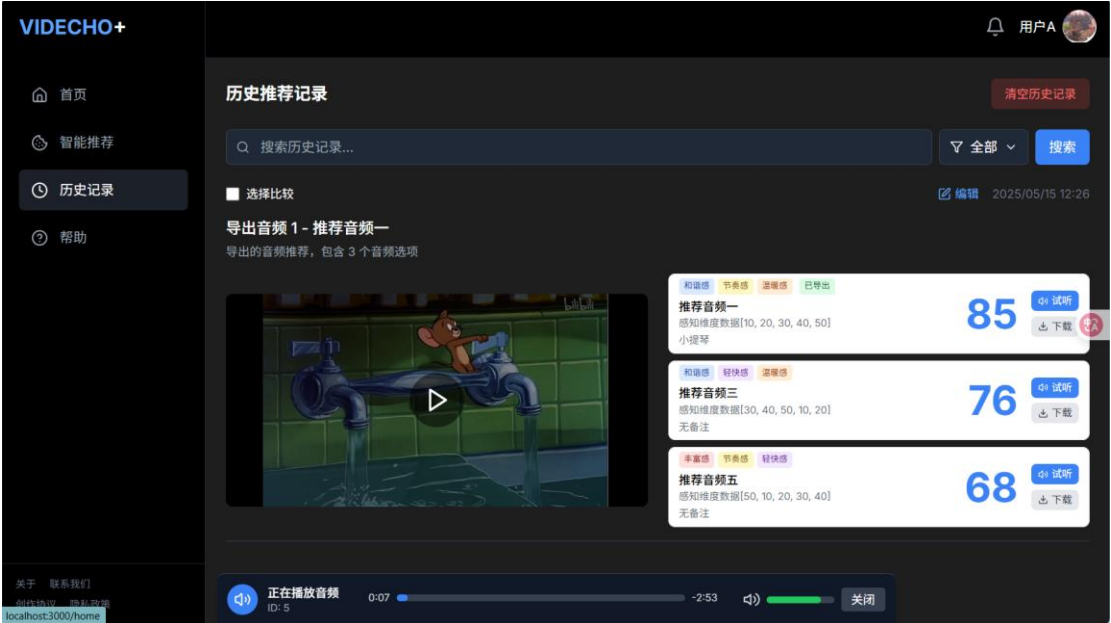 VIDECHO+
用户A
首页
智能推荐
历史记录
帮助
历史推荐记录
清空历史记录
搜索历史记录...
全部
搜索
选择比较
编辑 2025/05/15 12:26
导出音频 1 - 推荐音频一
导出的音频推荐，包含 3 个音频选项
bilibili
和谐感 节奏感 温暖感 已导出
推荐音频一
感知维度数据[10, 20, 30, 40, 50]
小提琴
85
试听
下载
和谐感 轻快感 温暖感
推荐音频三
感知维度数据[30, 40, 50, 10, 20]
无备注
76
试听
下载
丰富感 节奏感 轻快感
推荐音频五
感知维度数据[50, 10, 20, 30, 40]
无备注
68
试听
下载
关于 联系我们
创作协议 隐私政策
localhost:3000/home
正在播放音频
ID: 5
0:07
-2:53
关闭